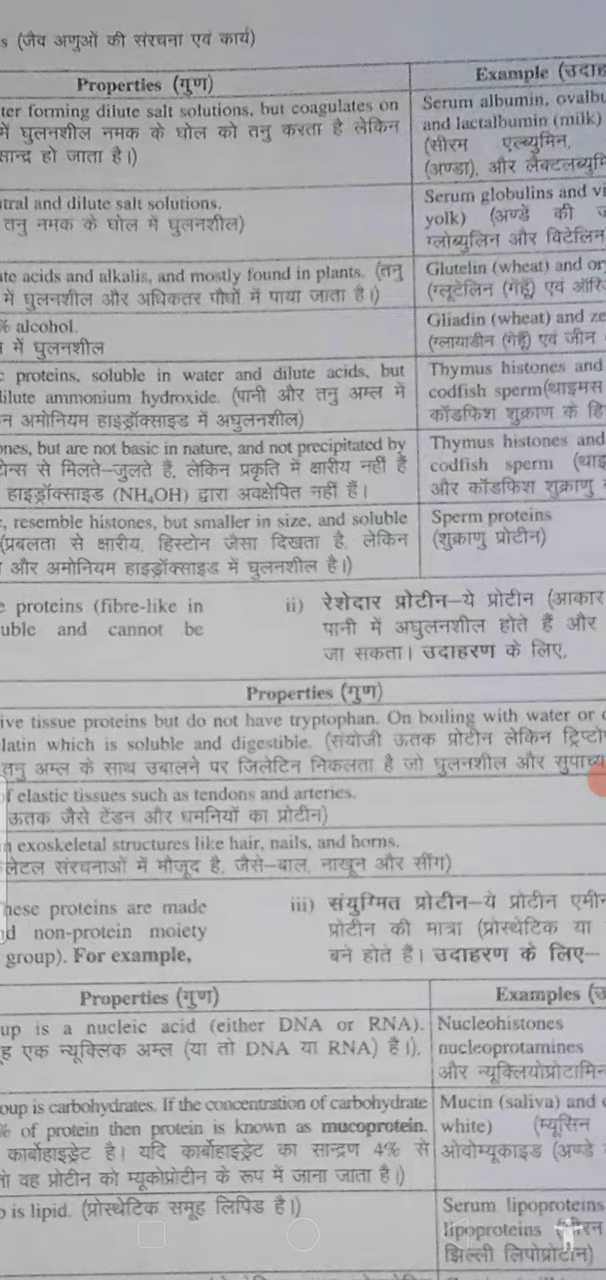 s (जैव अणुओं की संरचना एवं कार्य)
Properties (गुण)
Example (उदाह
ter forming dilute salt solutions, but coagulates on
में घुलनशील नमक के घोल को तनु करता है लेकिन
सान्द्र हो जाता है।)
Serum albumin, ovalbu
and lactalbumin (milk)
(सीरम एल्ब्युमिन,
(अण्डा), और लैक्टलब्युमि
tral and dilute salt solutions.
तनु नमक के घोल में घुलनशील)
Serum globulins and vi
yolk) (अण्डें की ज
ग्लोब्युलिन और विटेलिन
te acids and alkalis, and mostly found in plants. (तनु
में घुलनशील और अधिकतर पौधों में पाया जाता है।)
Glutelin (wheat) and or
(ग्लूटेलिन (गेहूँ) एवं ऑरि
% alcohol.
में घुलनशील
Gliadin (wheat) and ze
(ग्लायाडीन (गेहूँ) एवं जीन
c proteins, soluble in water and dilute acids, but
dilute ammonium hydroxide. (पानी और तनु अम्ल में
न अमोनियम हाइड्रॉक्साइड में अघुलनशील)
Thymus histones and
codfish sperm(थाइमस
कॉडफिश शुक्राण के हि
ones, but are not basic in nature, and not precipitated by
न्स से मिलते–जुलते हैं, लेकिन प्रकृति में क्षारीय नहीं हैं
हाइड्रॉक्साइड (NH₄OH) द्वारा अवक्षेपित नहीं हैं।
Thymus histones and
codfish sperm (थाइ
और कॉडफिश शुक्राणु
c, resemble histones, but smaller in size, and soluble
(प्रबलता से क्षारीय, हिस्टोन जैसा दिखता है, लेकिन
और अमोनियम हाइड्रॉक्साइड में घुलनशील है।)
Sperm proteins
(शुक्राणु प्रोटीन)
e proteins (fibre-like in
uble and cannot be
ii) रेशेदार प्रोटीन–ये प्रोटीन (आकार
पानी में अघुलनशील होते हैं और
जा सकता। उदाहरण के लिए,
Properties (गुण)
ive tissue proteins but do not have tryptophan. On boiling with water or
latin which is soluble and digestible. (संयोजी ऊतक प्रोटीन लेकिन ट्रिप्टो
तनु अम्ल के साथ उबालने पर जिलेटिन निकलता है जो घुलनशील और सुपाच्य
of elastic tissues such as tendons and arteries.
ऊतक जैसे टेंडन और धमनियों का प्रोटीन)
n exoskeletal structures like hair, nails, and horns.
लेटल संरचनाओं में मौजूद है, जैसे–बाल, नाखून और सींग)
hese proteins are made
d non-protein moiety
group). For example,
iii) संयुग्मित प्रोटीन–ये प्रोटीन एमीन
प्रोटीन की मात्रा (प्रोस्थेटिक या
बने होते हैं। उदाहरण के लिए–
Properties (गुण)
Examples (उ
up is a nucleic acid (either DNA or RNA).
ह एक न्यूक्लिक अम्ल (या तो DNA या RNA) है।).
Nucleohistones
nucleoprotamines
और न्यूक्लियोप्रोटामिन
oup is carbohydrates. If the concentration of carbohydrate
% of protein then protein is known as mucoprotein.
कार्बोहाइड्रेट है। यदि कार्बोहाइड्रेट का सान्द्रण 4% से
तो वह प्रोटीन को म्यूकोप्रोटीन के रूप में जाना जाता है।)
Mucin (saliva) and
white) (म्यूसिन
ओवोम्यूकाइड (अण्डे
p is lipid. (प्रोस्थेटिक समूह लिपिड है।)
Serum lipoproteins
lipoproteins
झिल्ली लिपोप्रोटीन)